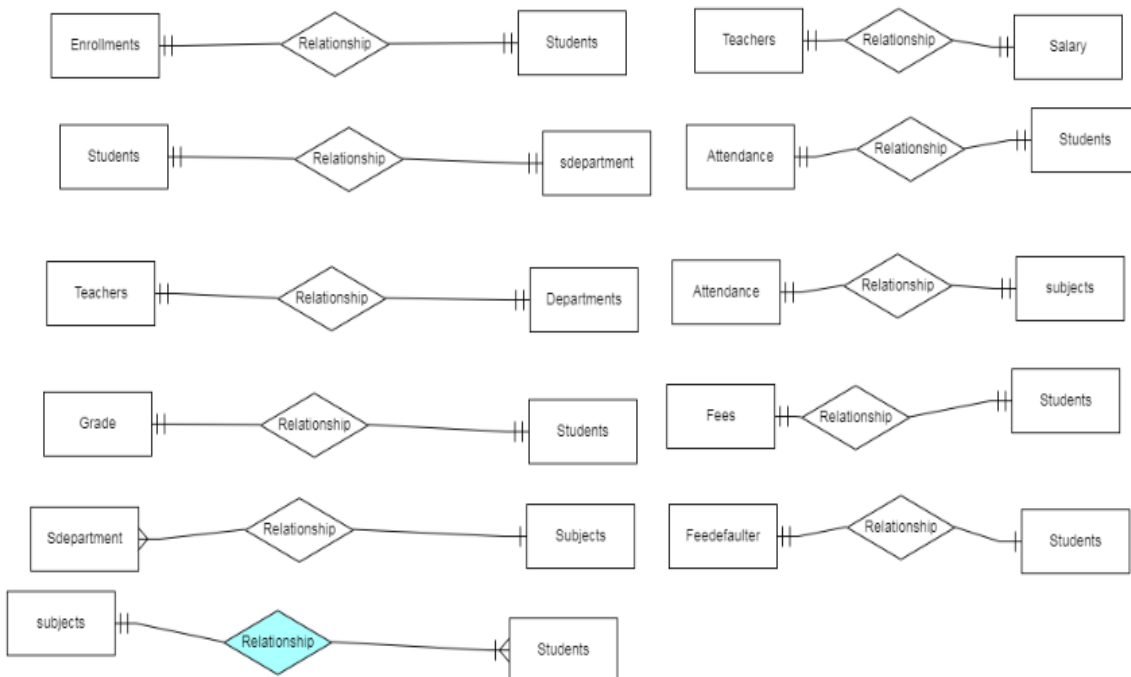 Enrollments
Relationship
Students
Teachers
Relationship
Salary
Students
Relationship
sdepartment
Attendance
Relationship
Students
Teachers
Relationship
Departments
Attendance
Relationship
subjects
Grade
Relationship
Students
Fees
Relationship
Students
Sdepartment
Relationship
Subjects
Feedefaulter
Relationship
Students
subjects
Relationship
Students